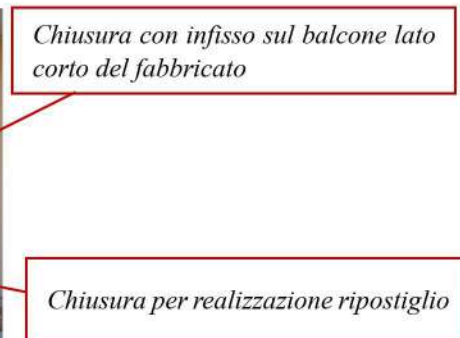 Chiusura con infisso sul balcone lato
corto del fabbricato
Chiusura per realizzazione ripostiglio